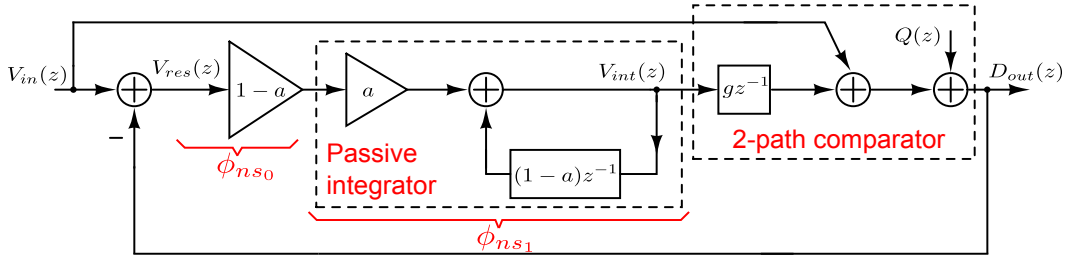 V_{in}(z)
V_{res}(z)
1 − a
a
V_{int}(z)
gz^{−1}
Q(z)
D_{out}(z)
−
2-path comparator
Passive
integrator
(1 − a)z^{−1}
ϕ_{ns_0}
ϕ_{ns_1}